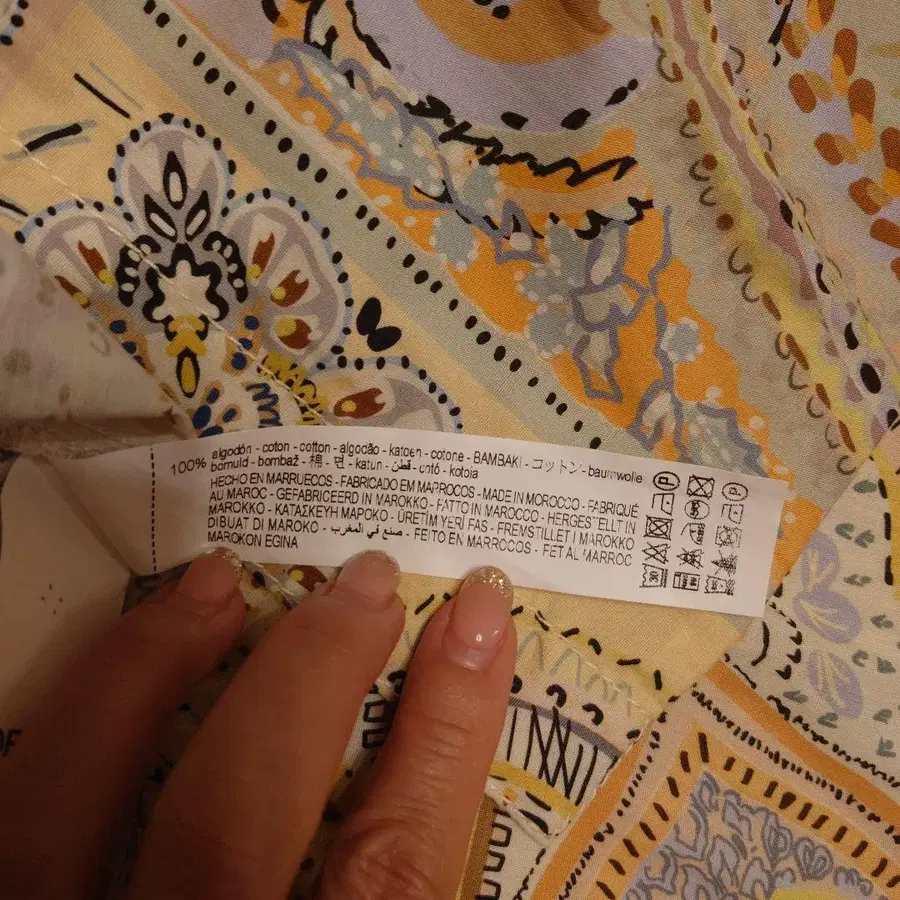 100% algodón - coton - cotton - algodão - katoen - cotone - BAMBAKI - コットン - baumwolle
bomuld - bombaž - 棉 - 면 - katun - قطن -
HECHO EN MARRUECOS - FABRICADO EM MARROCOS - MADE IN MOROCCO - FABRIQUÉ
AU MAROC - GEFABRICEERD IN MAROKKO - FATTO IN MAROCCO - HERGESTELLT IN
MAROKKO - ΚΑΤΑΣΚΕΥΗ ΜΑΡΟΚΟ - ÜRETİM YERİ FAS - FREMSTILLET I MAROKKO
DIBUAT DI MAROKO - صنع في المغرب - FEITO EN MARROCOS - FET AL MARROC
MAROKON EGINA
P P
30
OF